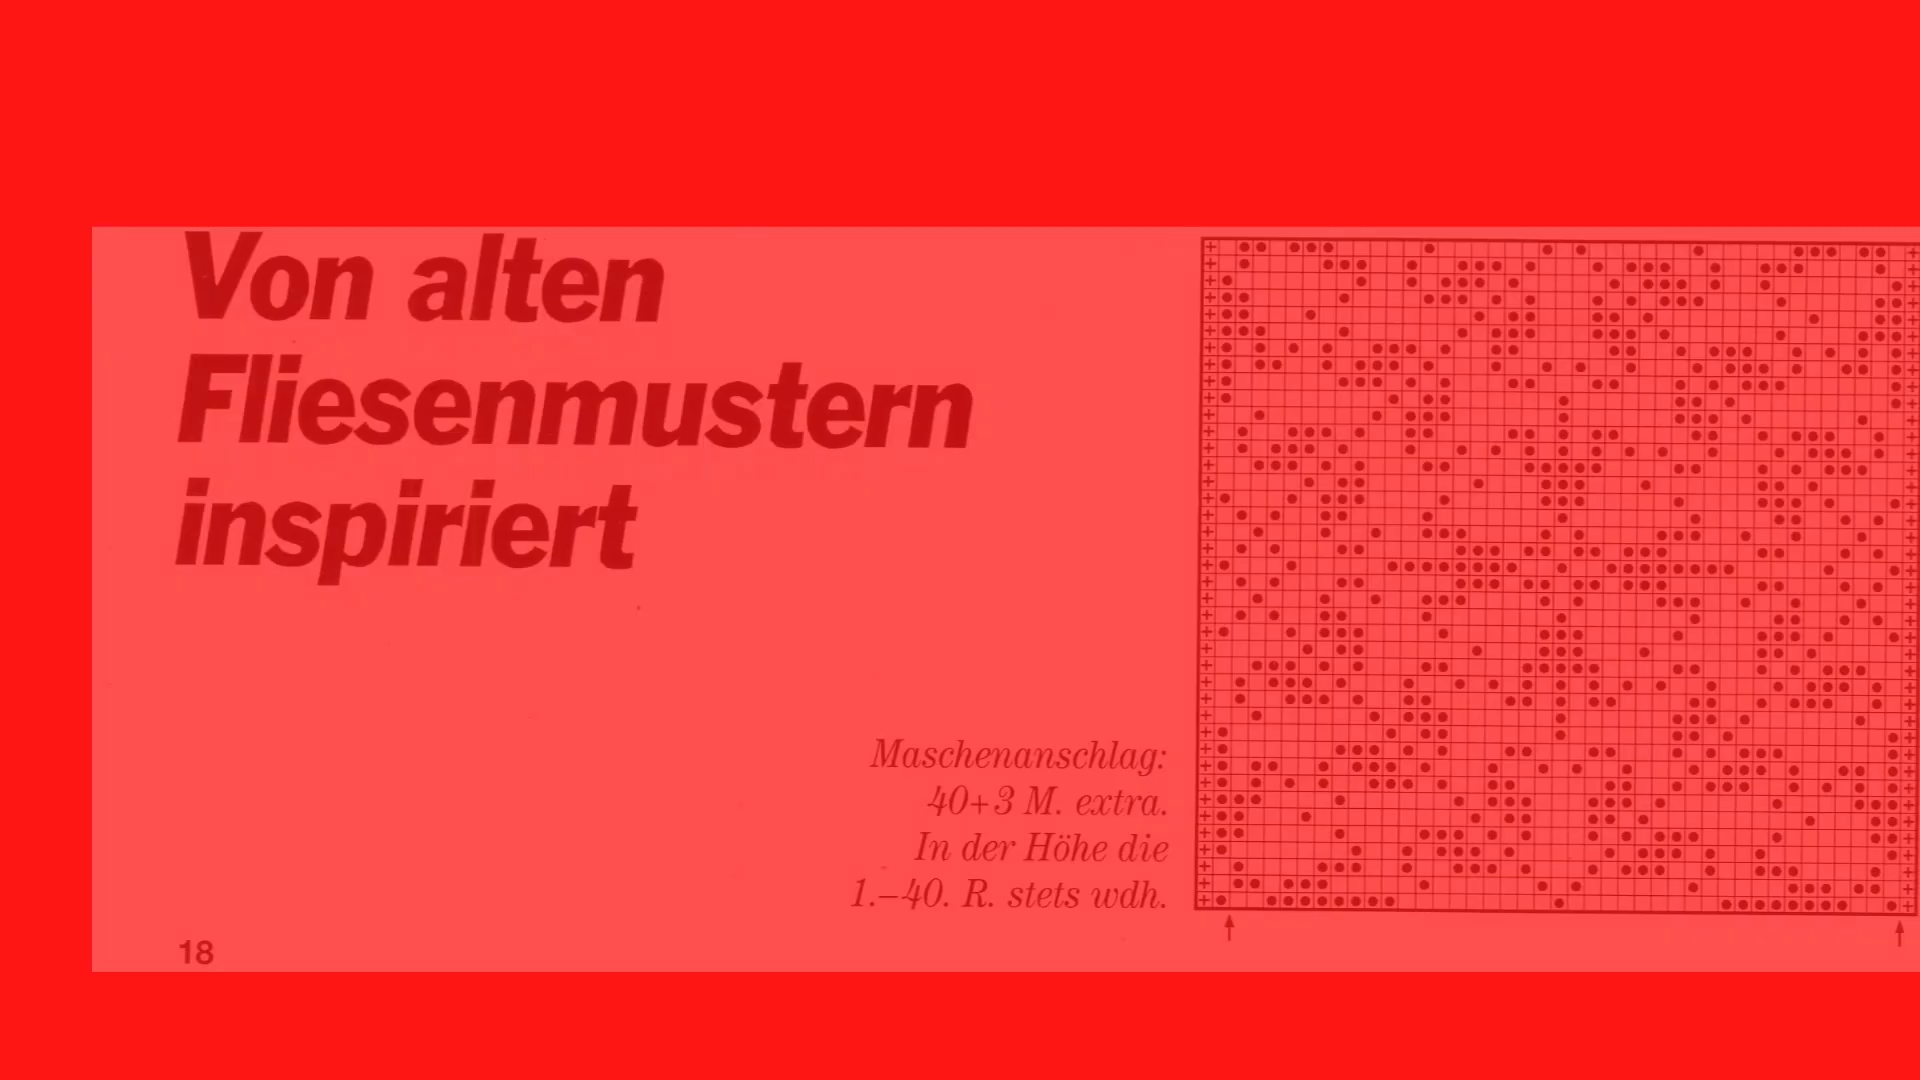 Von alten
Fliesenmustern
inspiriert
Maschenanschlag:
40+3 M. extra.
In der Höhe die
1.–40. R. stets wdh.
18